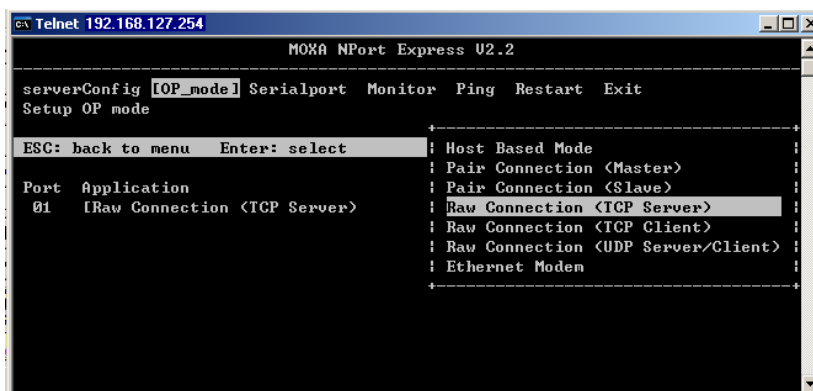 Telnet 192.168.127.254
MOXA NPort Express V2.2
serverConfig [OP_mode] Serialport Monitor Ping Restart Exit
Setup OP mode
ESC: back to menu Enter: select
Host Based Mode
Pair Connection (Master)
Port Application
Pair Connection (Slave)
01 [Raw Connection (TCP Server)
Raw Connection (TCP Server)
Raw Connection (TCP Client)
Raw Connection (UDP Server/Client)
Ethernet Modem